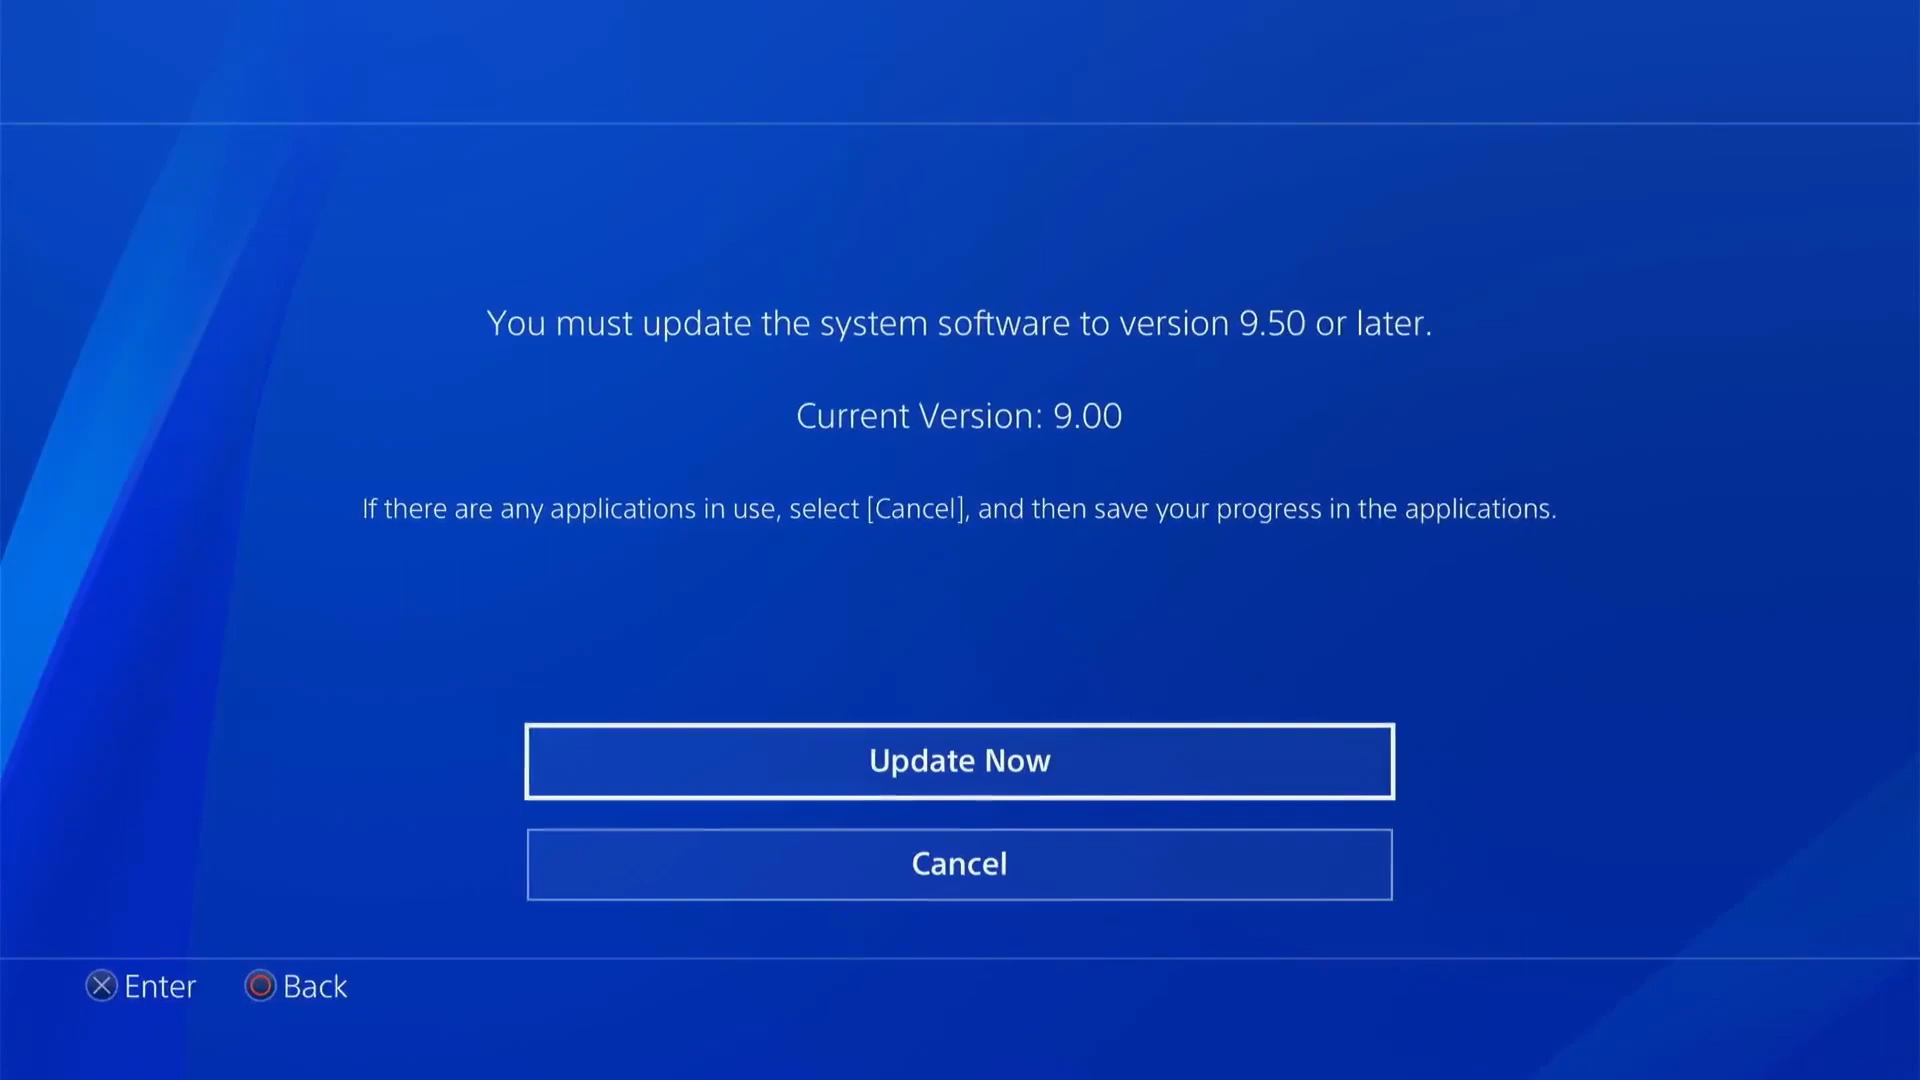 You must update the system software to version 9.50 or later.
Current Version: 9.00
If there are any applications in use, select [Cancel], and then save your progress in the applications.
Update Now
Cancel
Enter
Back